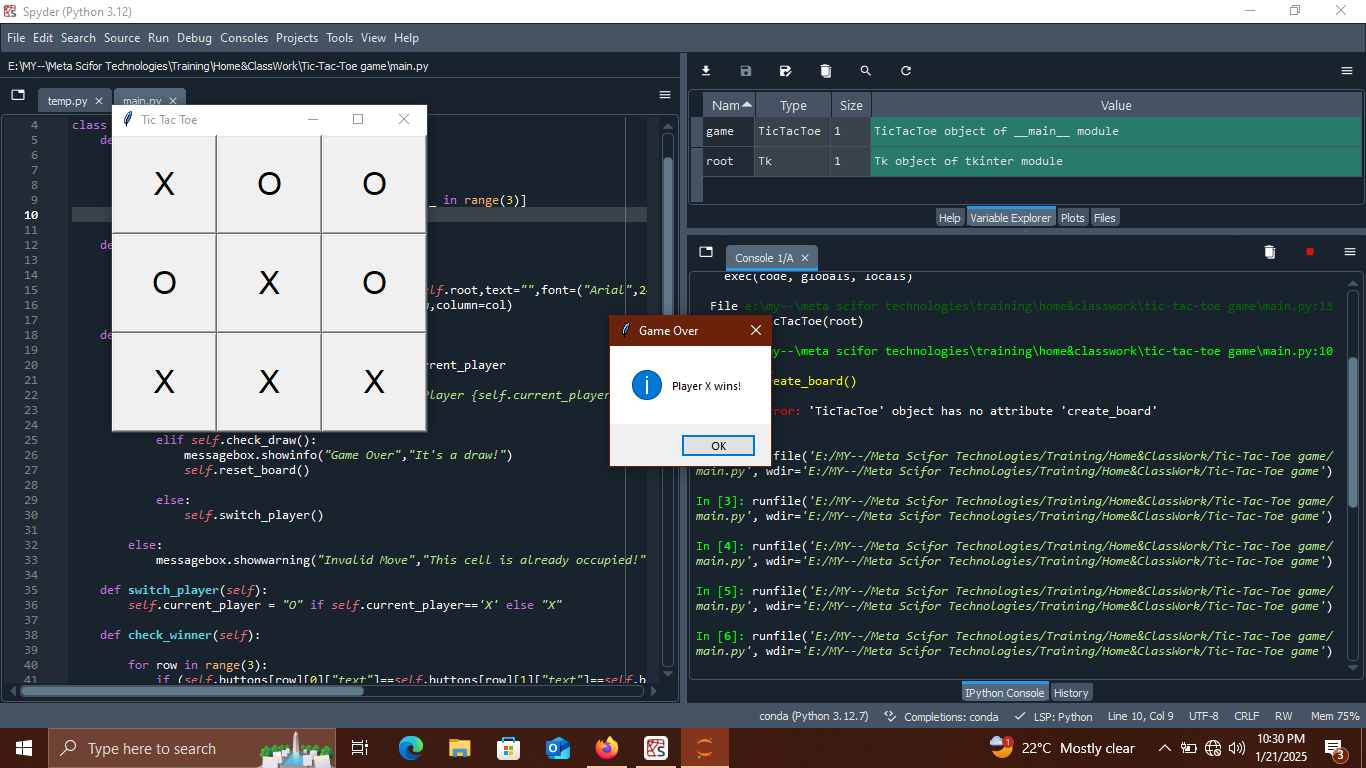 Spyder (Python 3.12)
File Edit Search Source Run Debug Consoles Projects Tools View Help
E:\MY--\Meta Scifor Technologies\Training\Home&ClassWork\Tic-Tac-Toe game\main.py
temp.py
main.py
Tic Tac Toe
X O O
O X O
X X X
4 class
5 de
6
7
8
9 _ in range(3)]
10
11
12 de
13
14
15 lf.root,text="",font=("Arial",2
16 ,column=col)
17
18 de
19
20 rent_player
21
22 Player {self.current_player
23
24
25 elif self.check_draw():
26 messagebox.showinfo("Game Over","It's a draw!")
27 self.reset_board()
28
29 else:
30 self.switch_player()
31
32 else:
33 messagebox.showwarning("Invalid Move","This cell is already occupied!"
34
35 def switch_player(self):
36 self.current_player = "O" if self.current_player=='X' else "X"
37
38 def check_winner(self):
39
40 for row in range(3):
41 if (self.buttons[row][0]["text"]==self.buttons[row][1]["text"]==self.b
Game Over
Player X wins!
OK
Nam Type Size Value
game TicTacToe 1 TicTacToe object of __main__ module
root Tk 1 Tk object of tkinter module
Help Variable Explorer Plots Files
Console 1/A
exec(code, globals, locals)
File e:\my--\meta scifor technologies\training\home&classwork\tic-tac-toe game\main.py:13
icTacToe(root)
my--\meta scifor technologies\training\home&classwork\tic-tac-toe game\main.py:10
reate_board()
ror: 'TicTacToe' object has no attribute 'create_board'
file('E:/MY--/Meta Scifor Technologies/Training/Home&ClassWork/Tic-Tac-Toe game/
main.py', wdir='E:/MY--/Meta Scifor Technologies/Training/Home&ClassWork/Tic-Tac-Toe game')
In [3]: runfile('E:/MY--/Meta Scifor Technologies/Training/Home&ClassWork/Tic-Tac-Toe game/
main.py', wdir='E:/MY--/Meta Scifor Technologies/Training/Home&ClassWork/Tic-Tac-Toe game')
In [4]: runfile('E:/MY--/Meta Scifor Technologies/Training/Home&ClassWork/Tic-Tac-Toe game/
main.py', wdir='E:/MY--/Meta Scifor Technologies/Training/Home&ClassWork/Tic-Tac-Toe game')
In [5]: runfile('E:/MY--/Meta Scifor Technologies/Training/Home&ClassWork/Tic-Tac-Toe game/
main.py', wdir='E:/MY--/Meta Scifor Technologies/Training/Home&ClassWork/Tic-Tac-Toe game')
In [6]: runfile('E:/MY--/Meta Scifor Technologies/Training/Home&ClassWork/Tic-Tac-Toe game/
main.py', wdir='E:/MY--/Meta Scifor Technologies/Training/Home&ClassWork/Tic-Tac-Toe game')
IPython Console History
conda (Python 3.12.7) Completions: conda LSP: Python Line 10, Col 9 UTF-8 CRLF RW Mem 75%
Type here to search
1 22°C Mostly clear
10:30 PM
1/21/2025
3